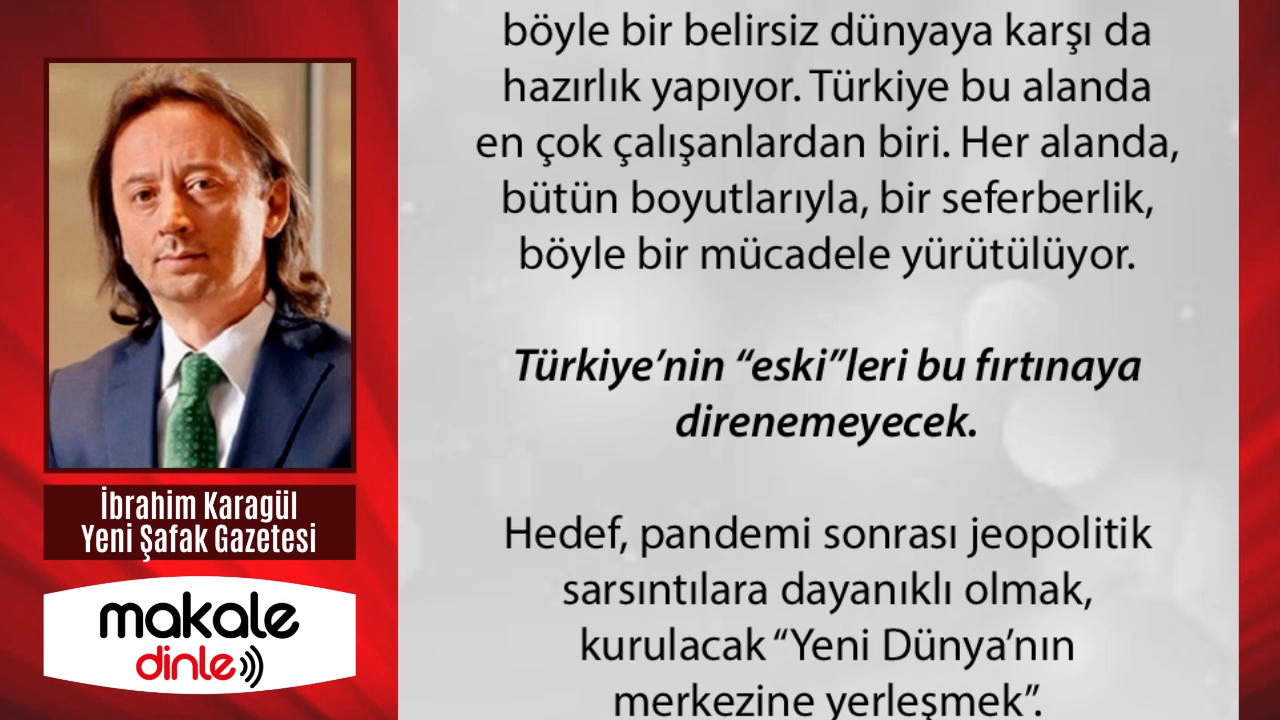 böyle bir belirsiz dünyaya karşı da
hazırlık yapıyor. Türkiye bu alanda
en çok çalışanlardan biri. Her alanda,
bütün boyutlarıyla, bir seferberlik,
böyle bir mücadele yürütülüyor.
Türkiye’nin “eski”leri bu fırtınaya
direnemeyecek.
Hedef, pandemi sonrası jeopolitik
sarsıntılara dayanıklı olmak,
kurulacak “Yeni Dünya’nın
merkezine yerleşmek”.
İbrahim Karagül
Yeni Şafak Gazetesi
makale
dinle